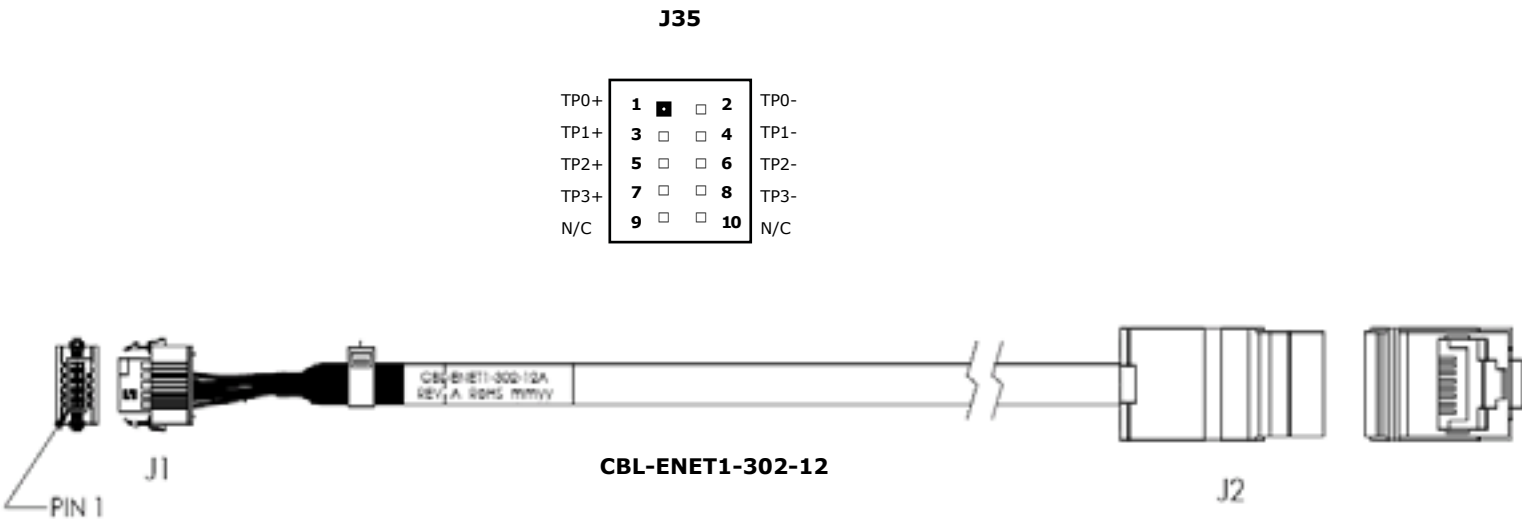 J35
TP0+ 1 2 TP0-
TP1+ 3 4 TP1-
TP2+ 5 6 TP2-
TP3+ 7 8 TP3-
N/C 9 10 N/C
CBL-ENET1-302-12A
REV A RoHS mmyy
J1
CBL-ENET1-302-12
J2
PIN 1